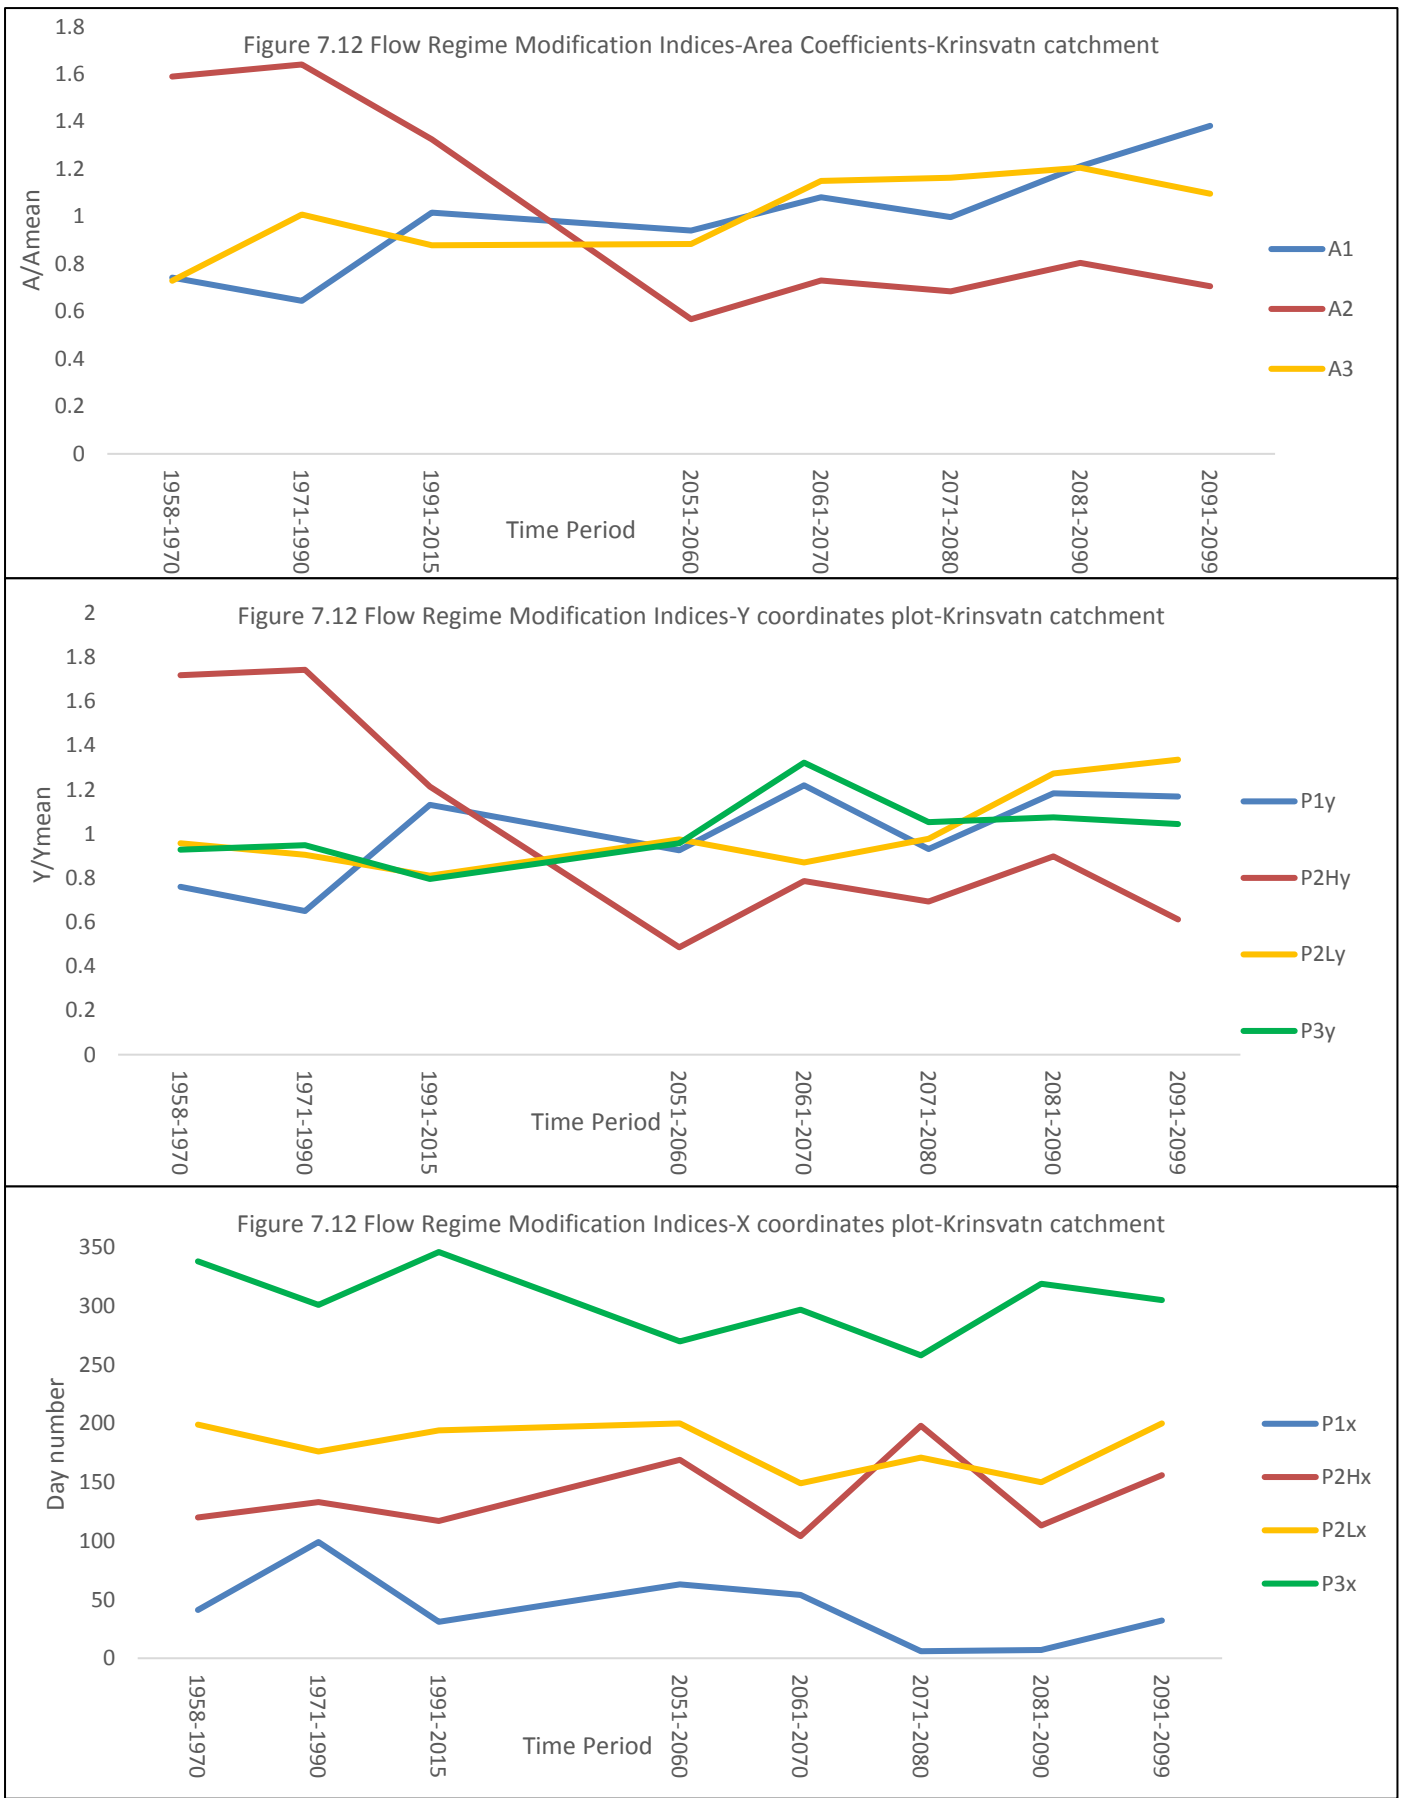 Figure 7.12 Flow Regime Modification Indices-Area Coefficients-Krinsvatn catchment
1.8
1.6
1.4
1.2
1
0.8
0.6
0.4
0.2
0
A/Amean
A1
A2
A3
1958-1970
1971-1990
1991-2015
2051-2060
2061-2070
2071-2080
2081-2090
2091-2099
Time Period
Figure 7.12 Flow Regime Modification Indices-Y coordinates plot-Krinsvatn catchment
2
1.8
1.6
1.4
1.2
1
0.8
0.6
0.4
0.2
0
Y/Ymean
P1y
P2Hy
P2Ly
P3y
1958-1970
1971-1990
1991-2015
2051-2060
2061-2070
2071-2080
2081-2090
2091-2099
Time Period
Figure 7.12 Flow Regime Modification Indices-X coordinates plot-Krinsvatn catchment
350
300
250
200
150
100
50
0
Day number
P1x
P2Hx
P2Lx
P3x
1958-1970
1971-1990
1991-2015
2051-2060
2061-2070
2071-2080
2081-2090
2091-2099
Time Period